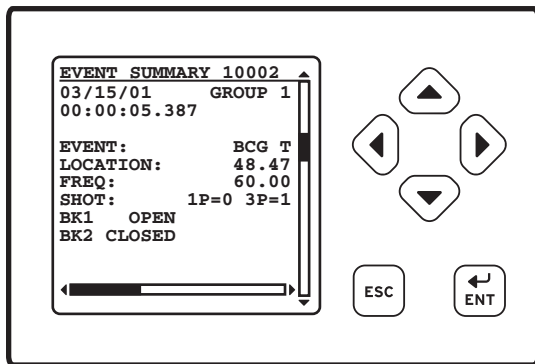 EVENT SUMMARY 10002
03/15/01 GROUP 1
00:00:05.387
EVENT: BCG T
LOCATION: 48.47
FREQ: 60.00
SHOT: 1P=0 3P=1
BK1 OPEN
BK2 CLOSED
ESC
ENT